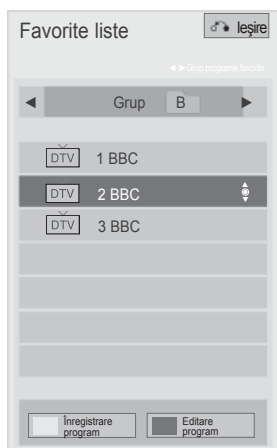 Favorite liste
Ieşire
◄ ►Grup programe favorite
◄ Grup B ►
DTV 1 BBC
DTV 2 BBC
DTV 3 BBC
Înregistrare program
Editare program